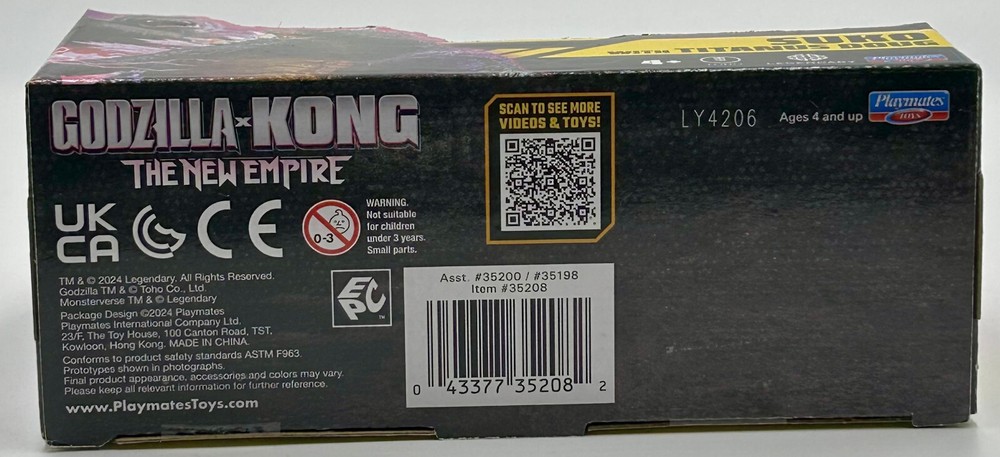 SUKO
WITH TITANUS DOUG
4+
LEGENDARY
GODZILLA x KONG
THE NEW EMPIRE
SCAN TO SEE MORE
VIDEOS & TOYS!
LY4206
Ages 4 and up
Playmates
toys
UK
CA
CE
0-3
WARNING.
Not suitable
for children
under 3 years.
Small parts.
TM & © 2024 Legendary. All Rights Reserved.
Godzilla TM & © Toho Co., Ltd.
Monsterverse TM & © Legendary
Package Design ©2024 Playmates
Playmates International Company Ltd.
23/F, The Toy House, 100 Canton Road, TST,
Kowloon, Hong Kong. MADE IN CHINA.
Conforms to product safety standards ASTM F963.
Prototypes shown in photographs.
Final product appearance, accessories and colors may vary.
Please keep all relevant information for further reference.
www.PlaymatesToys.com
EPC™
Asst. #35200 / #35198
Item #35208
0 43377 35208 2